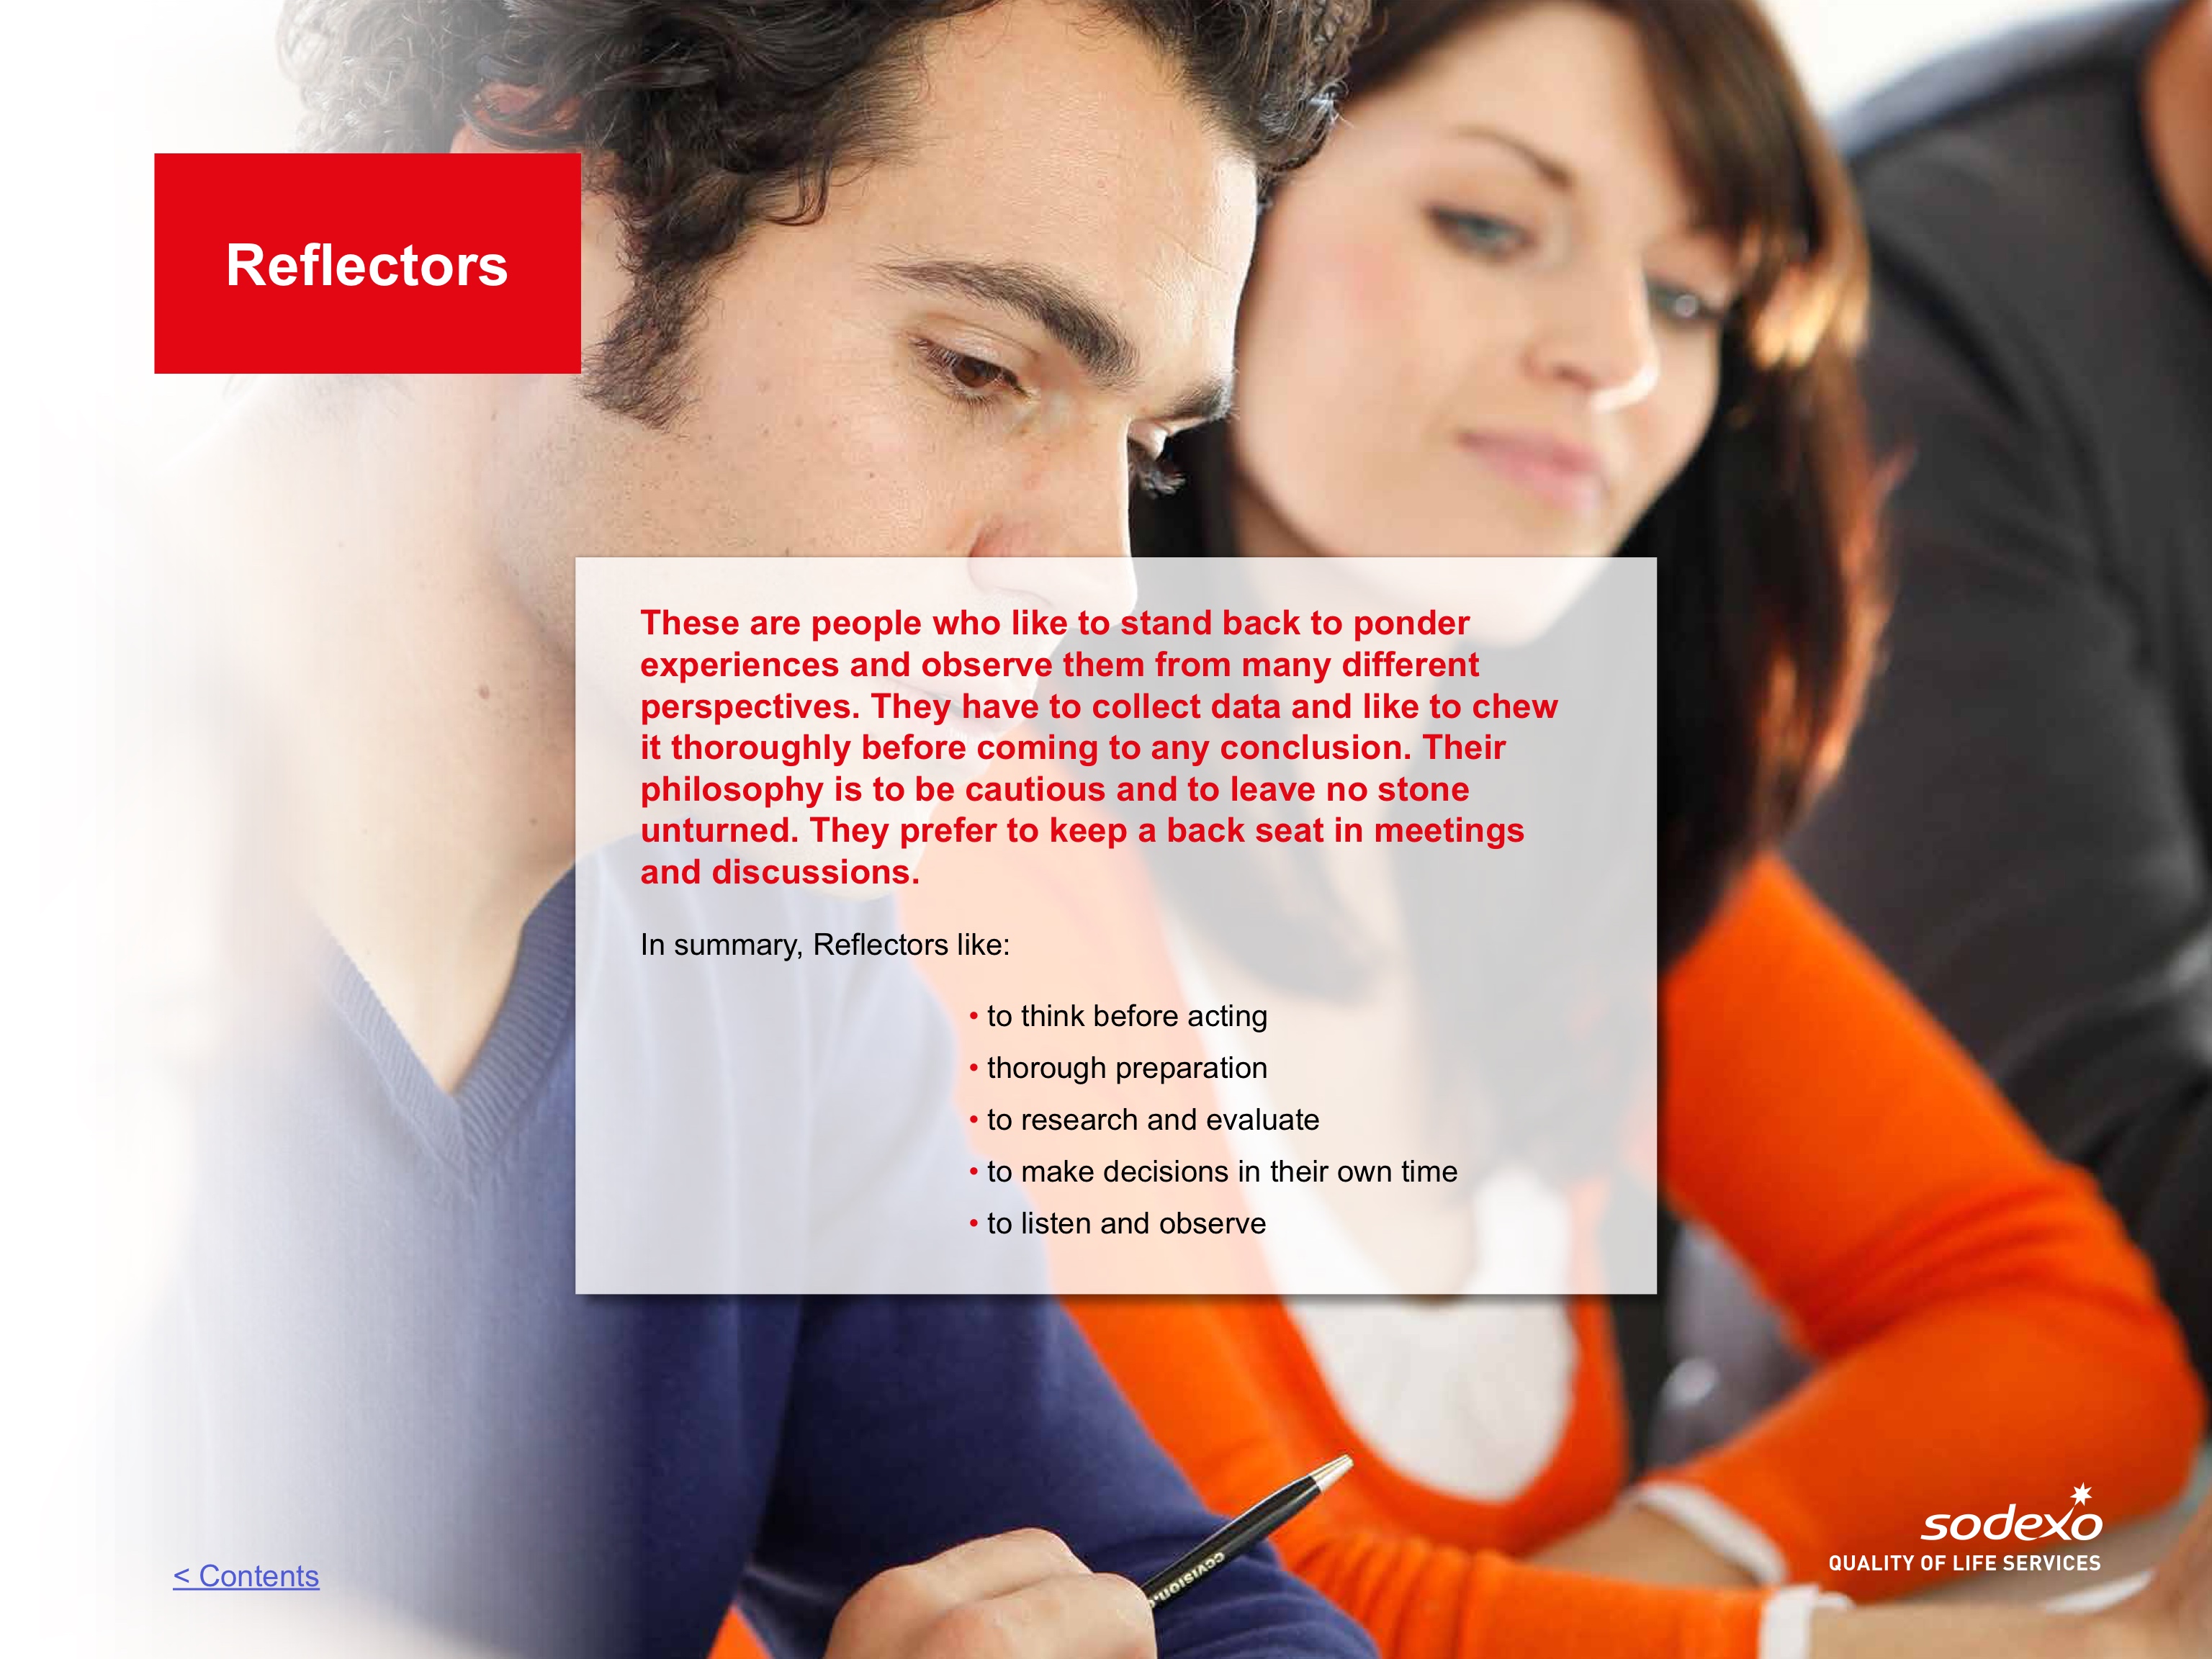 Reflectors
These are people who like to stand back to ponder
experiences and observe them from many different
perspectives. They have to collect data and like to chew
it thoroughly before coming to any conclusion. Their
philosophy is to be cautious and to leave no stone
unturned. They prefer to keep a back seat in meetings
and discussions.
In summary, Reflectors like:
• to think before acting
• thorough preparation
• to research and evaluate
• to make decisions in their own time
• to listen and observe
ccvision.
sodexo
QUALITY OF LIFE SERVICES
< Contents